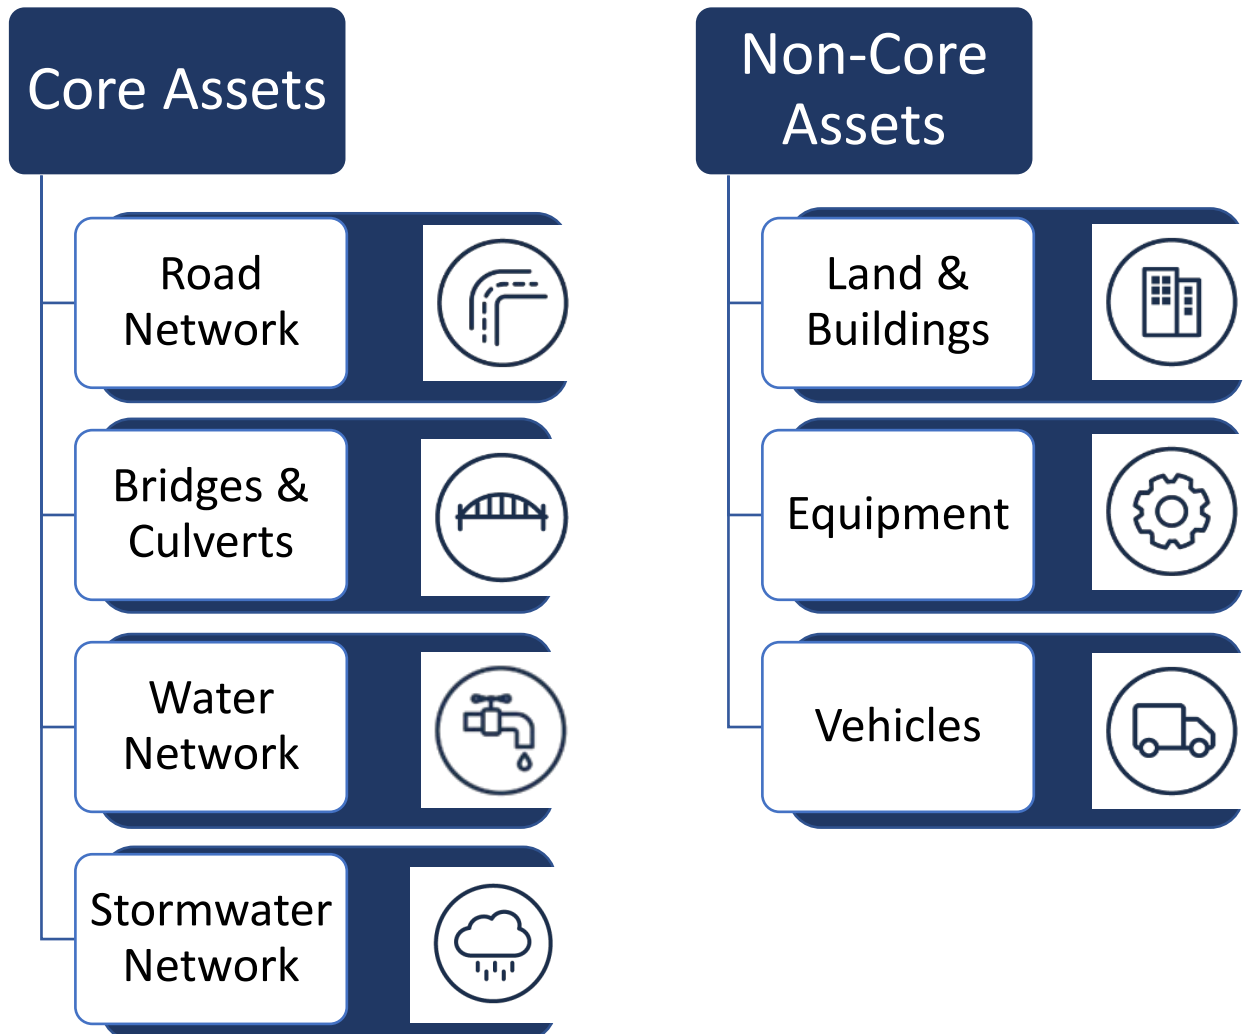 Core Assets
Road
Network
Bridges &
Culverts
Water
Network
Stormwater
Network
Non-Core
Assets
Land &
Buildings
Equipment
Vehicles